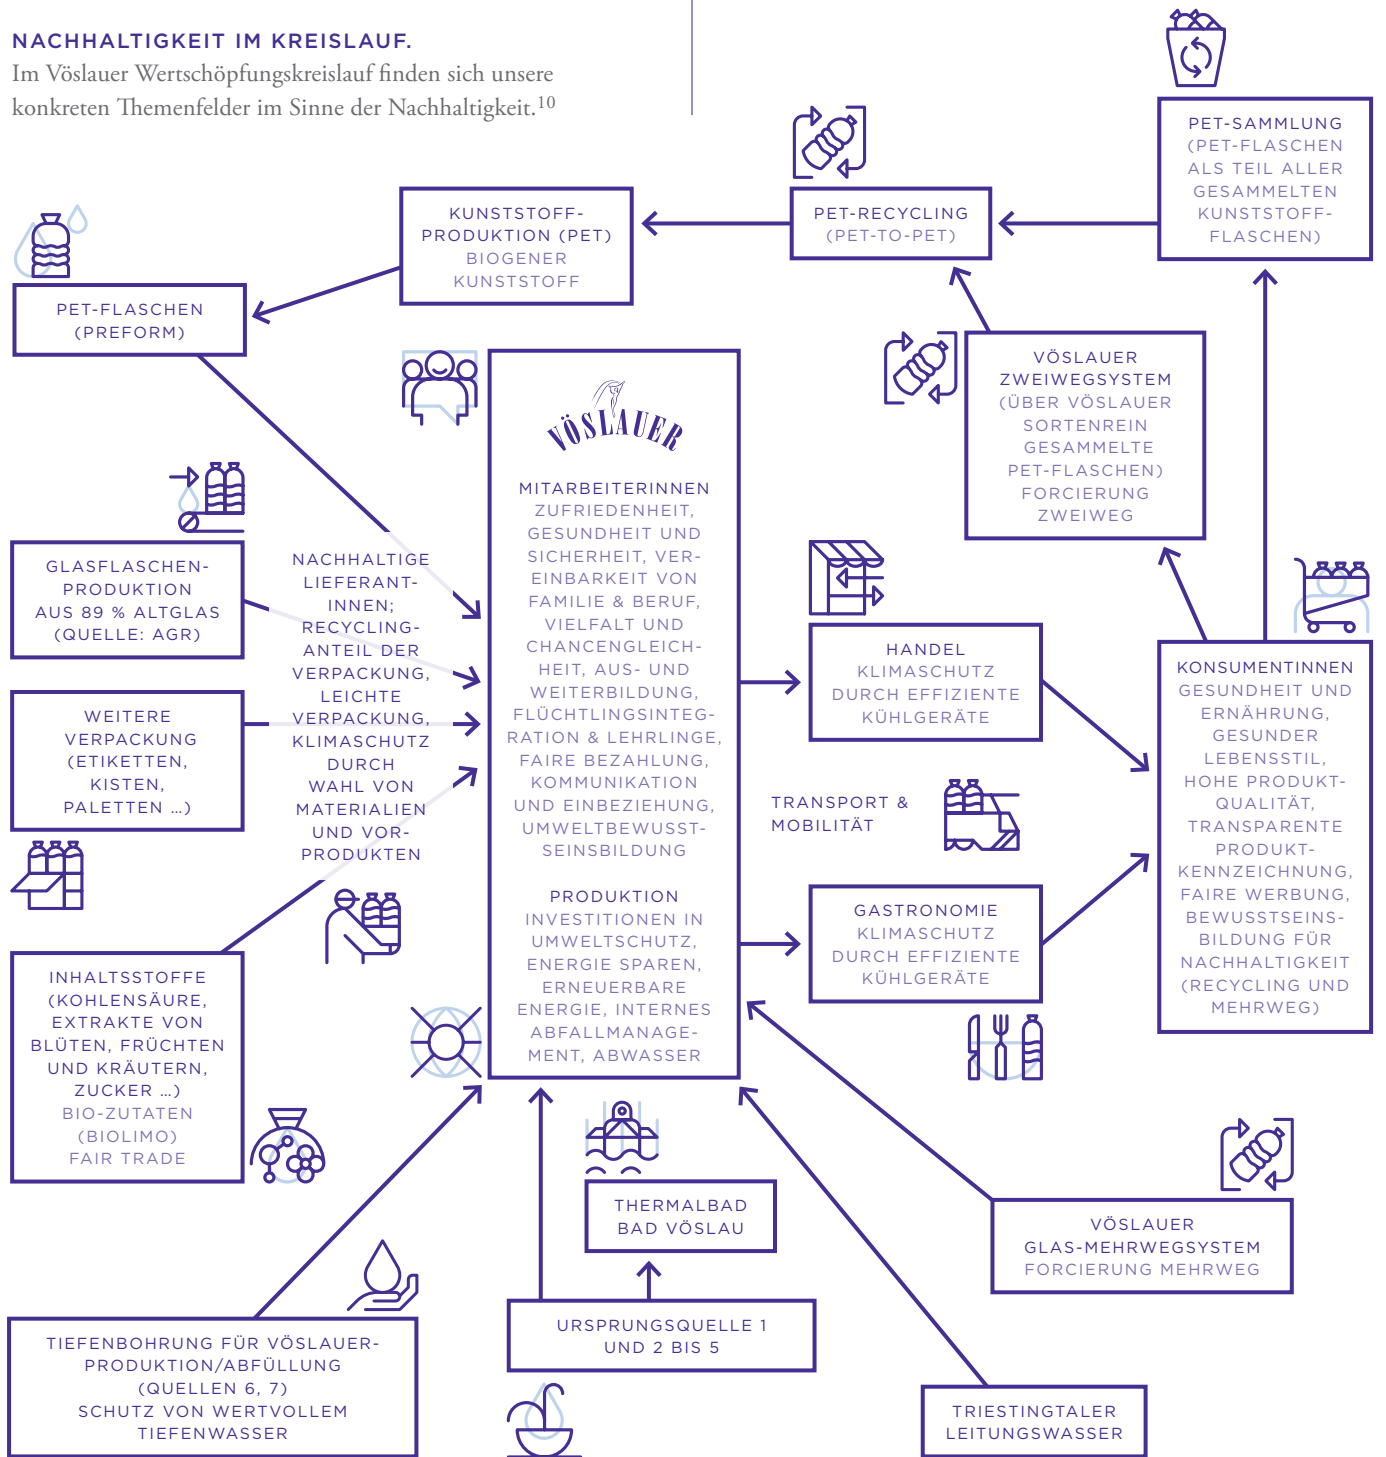 NACHHALTIGKEIT IM KREISLAUF.
Im Vöslauer Wertschöpfungskreislauf finden sich unsere
konkreten Themenfelder im Sinne der Nachhaltigkeit.10
PET-SAMMLUNG
(PET-FLASCHEN
ALS TEIL ALLER
GESAMMELTEN
KUNSTSTOFF-
FLASCHEN)
PET-RECYCLING
(PET-TO-PET)
KUNSTSTOFF-
PRODUKTION (PET)
BIOGENER
KUNSTSTOFF
PET-FLASCHEN
(PREFORM)
VÖSLAUER
ZWEIWEGSYSTEM
(ÜBER VÖSLAUER
SORTENREIN
GESAMMELTE
PET-FLASCHEN)
FORCIERUNG
ZWEIWEG
VÖSLAUER
MITARBEITERINNEN
ZUFRIEDENHEIT,
GESUNDHEIT UND
SICHERHEIT, VER-
EINBARKEIT VON
FAMILIE & BERUF,
VIELFALT UND
CHANCENGLEICH-
HEIT, AUS- UND
WEITERBILDUNG,
FLÜCHTLINGSINTEG-
RATION & LEHRLINGE,
FAIRE BEZAHLUNG,
KOMMUNIKATION
UND EINBEZIEHUNG,
UMWELTBEWUSST-
SEINSBILDUNG
PRODUKTION
INVESTITIONEN IN
UMWELTSCHUTZ,
ENERGIE SPAREN,
ERNEUERBARE
ENERGIE, INTERNES
ABFALLMANAGE-
MENT, ABWASSER
GLASFLASCHEN-
PRODUKTION
AUS 89 % ALTGLAS
(QUELLE: AGR)
NACHHALTIGE
LIEFERANT-
INNEN;
RECYCLING-
ANTEIL DER
VERPACKUNG,
LEICHTE
VERPACKUNG,
KLIMASCHUTZ
DURCH
WAHL VON
MATERIALIEN
UND VOR-
PRODUKTEN
WEITERE
VERPACKUNG
(ETIKETTEN,
KISTEN,
PALETTEN …)
INHALTSSTOFFE
(KOHLENSÄURE,
EXTRAKTE VON
BLÜTEN, FRÜCHTEN
UND KRÄUTERN,
ZUCKER …)
BIO-ZUTATEN
(BIOLIMO)
FAIR TRADE
HANDEL
KLIMASCHUTZ
DURCH EFFIZIENTE
KÜHLGERÄTE
TRANSPORT &
MOBILITÄT
GASTRONOMIE
KLIMASCHUTZ
DURCH EFFIZIENTE
KÜHLGERÄTE
KONSUMENTINNEN
GESUNDHEIT UND
ERNÄHRUNG,
GESUNDER
LEBENSSTIL,
HOHE PRODUKT-
QUALITÄT,
TRANSPARENTE
PRODUKT-
KENNZEICHNUNG,
FAIRE WERBUNG,
BEWUSSTSEINS-
BILDUNG FÜR
NACHHALTIGKEIT
(RECYCLING UND
MEHRWEG)
THERMALBAD
BAD VÖSLAU
VÖSLAUER
GLAS-MEHRWEGSYSTEM
FORCIERUNG MEHRWEG
TIEFENBOHRUNG FÜR VÖSLAUER-
PRODUKTION/ABFÜLLUNG
(QUELLEN 6, 7)
SCHUTZ VON WERTVOLLEM
TIEFENWASSER
URSPRUNGSQUELLE 1
UND 2 BIS 5
TRIESTINGTALER
LEITUNGSWASSER